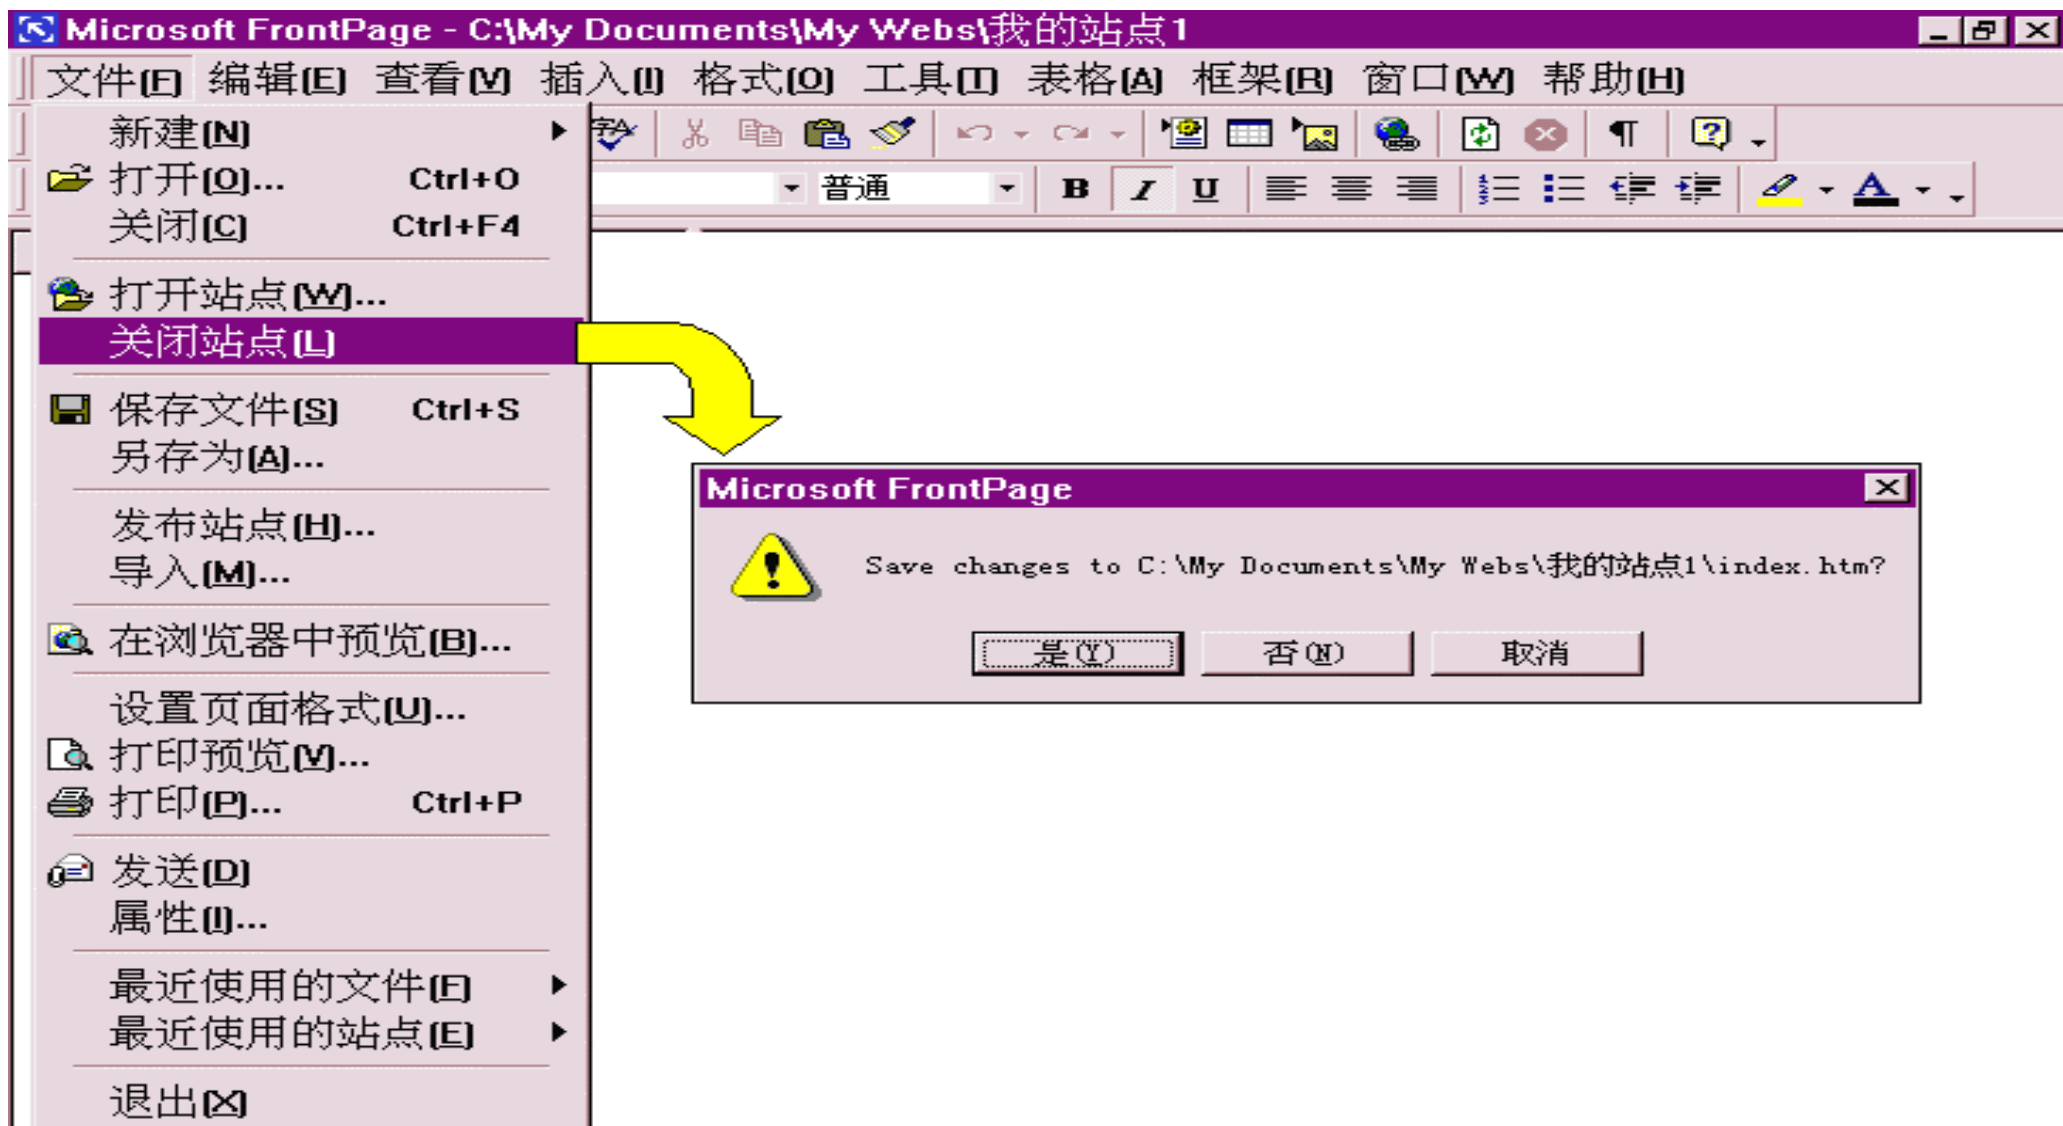 Microsoft FrontPage - C:\My Documents\My Webs\我的站点1
文件(F) 编辑(E) 查看(V) 插入(I) 格式(O) 工具(T) 表格(A) 框架(R) 窗口(W) 帮助(H)
新建(N)
打开(O)... Ctrl+O
普通 B I U A
关闭(C) Ctrl+F4
打开站点(W)...
关闭站点(L)
保存文件(S) Ctrl+S
另存为(A)...
发布站点(H)...
导入(M)...
在浏览器中预览(B)...
设置页面格式(U)...
打印预览(V)...
打印(P)... Ctrl+P
发送(D)
属性(I)...
最近使用的文件(F)
最近使用的站点(E)
退出(X)
Microsoft FrontPage
Save changes to C:\My Documents\My Webs\我的站点1\index.htm?
是(Y) 否(N) 取消